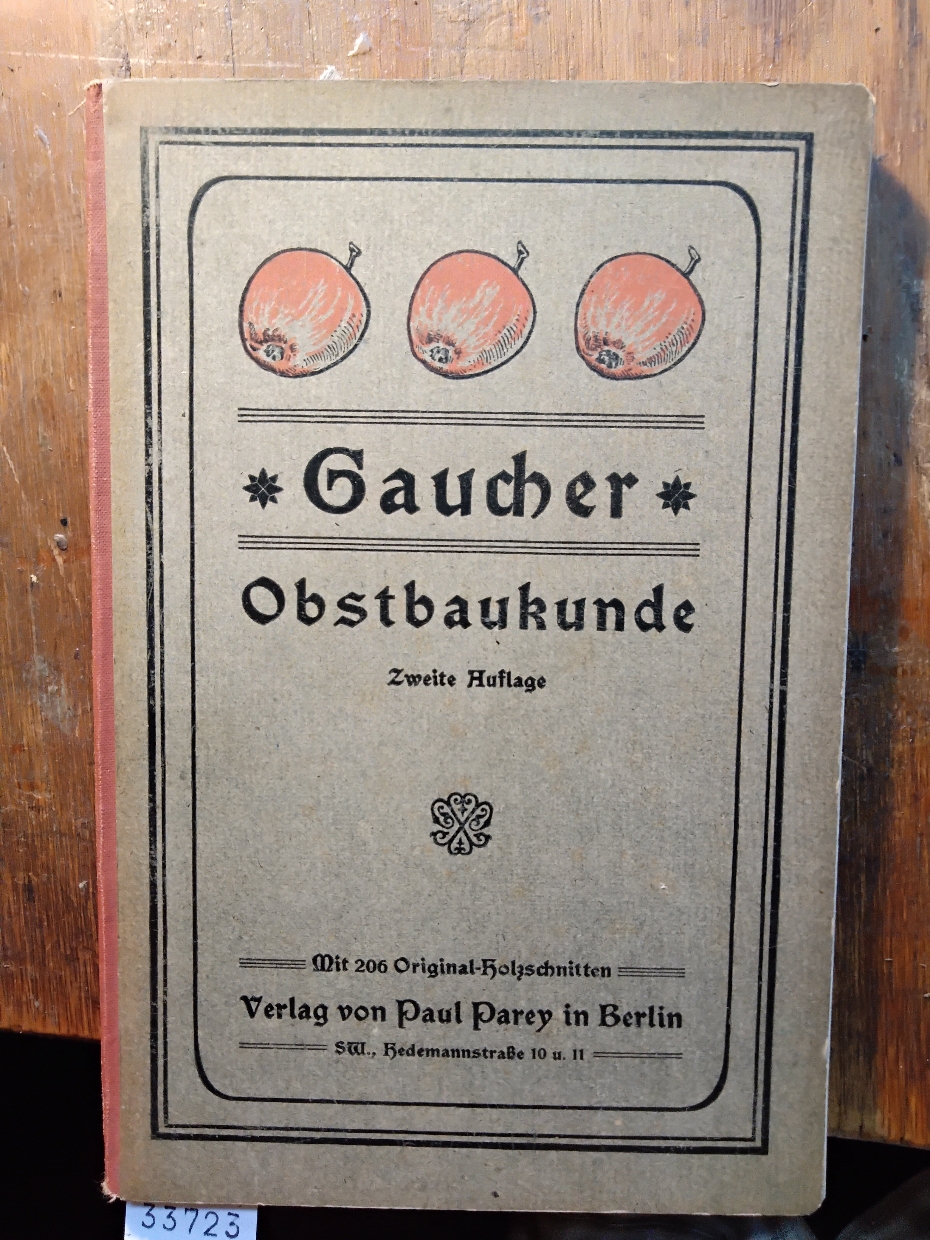 Gaucher
Obstbaukunde
Zweite Auflage
Mit 206 Original-Holzschnitten
Verlag von Paul Parey in Berlin
SW., Hedemannstraße 10 u. 11
33723